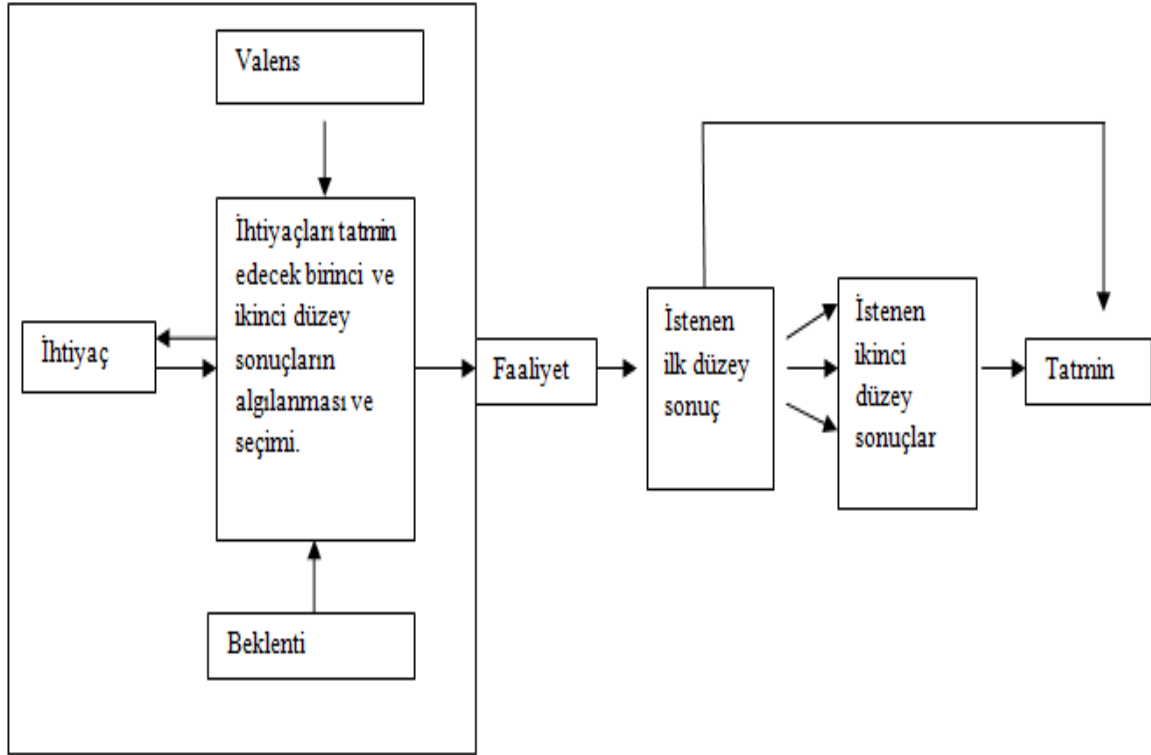 Valens
İhtiyaçları tatmin
edecek birinci ve
ikinci düzey
sonuçların
algılanması ve
seçimi.
İhtiyaç
Beklenti
Faaliyet
İstenen
ilk düzey
sonuç
İstenen
ikinci
düzey
sonuçlar
Tatmin